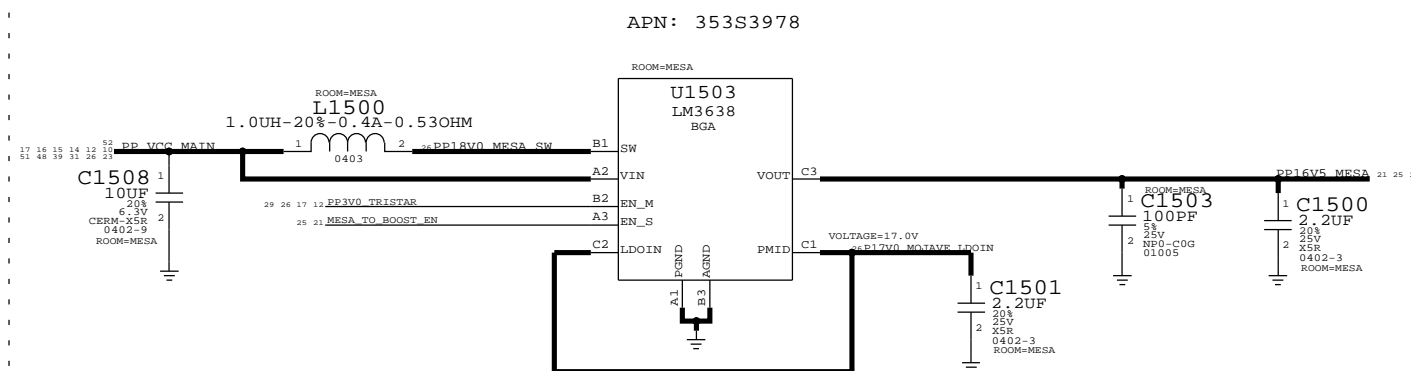 APN: 353S3978
ROOM=MESA
U1503
LM3638
BGA
ROOM=MESA
L1500
1.0UH-20%-0.4A-0.53OHM
1
2
0403
52
17 16 15 14 12 10
51 48 39 31 26 23
PP_VCC_MAIN
26
PP18V0_MESA_SW
B1
SW
A2
VIN
29 26 17 12
PP3V0_TRISTAR
B2
EN_M
25 21
MESA_TO_BOOST_EN
A3
EN_S
C2
LDOIN
VOUT
C3
PP16V5_MESA
21 25
PMID
C1
VOLTAGE=17.0V
26
P17V0_MOJAVE_LDOIN
PGND
AGND
A1
B3
C1508
1
10UF
20%
6.3V
2
CERM-X5R
0402-9
ROOM=MESA
ROOM=MESA
1
C1503
100PF
5%
25V
2
NP0-C0G
01005
1
C1500
2.2UF
20%
25V
2
X5R
0402-3
ROOM=MESA
1
C1501
2.2UF
20%
25V
2
X5R
0402-3
ROOM=MESA